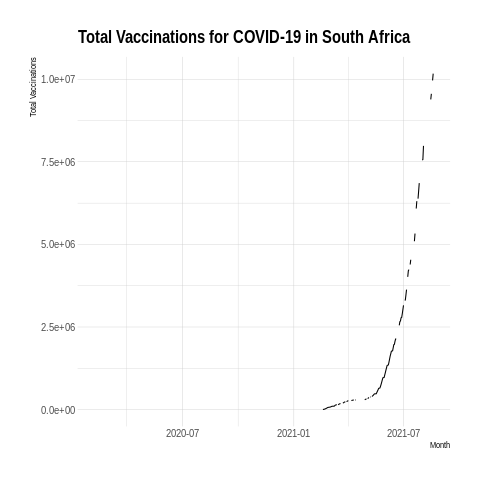 Total Vaccinations for COVID-19 in South Africa
Total Vaccinations
1.0e+07
7.5e+06
5.0e+06
2.5e+06
0.0e+00
2020-07
2021-01
2021-07
Month